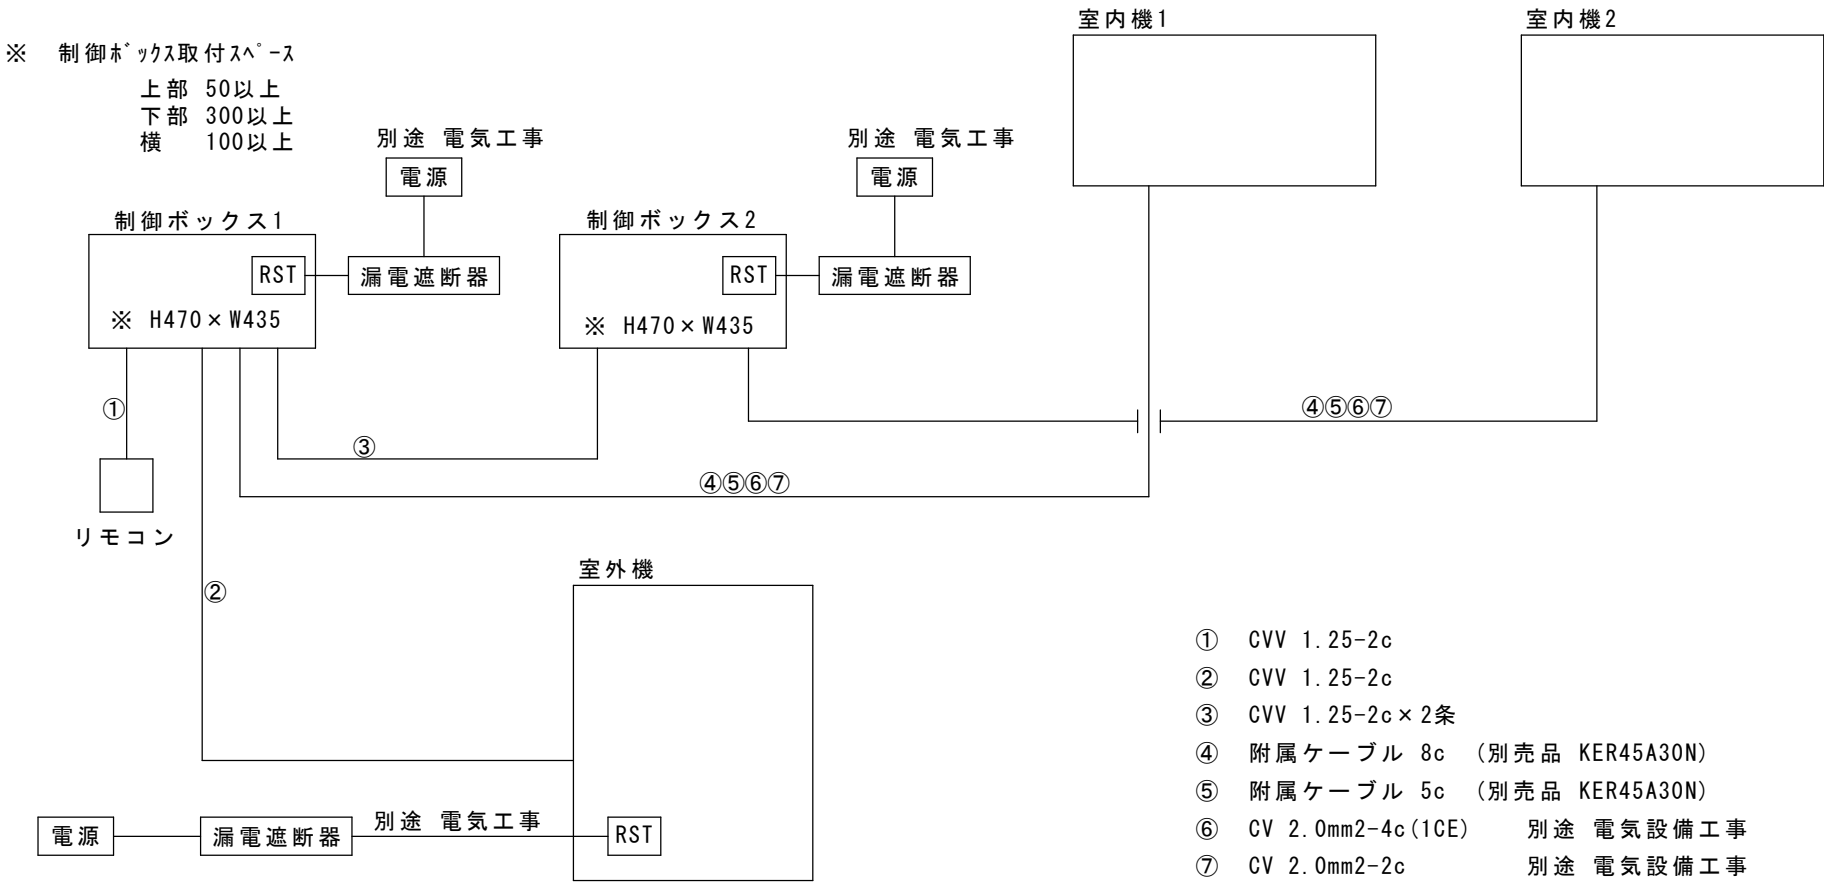 室内機1
室内機2
※ 制御ﾎﾞｯｸｽ取付ｽﾍﾟｰｽ
上部 50以上
下部 300以上
横 100以上
別途 電気工事
電源
別途 電気工事
電源
制御ボックス1
RST
漏電遮断器
※ H470×W435
制御ボックス2
RST
漏電遮断器
※ H470×W435
①
③
④⑤⑥⑦
④⑤⑥⑦
リモコン
②
室外機
電源
漏電遮断器
別途 電気工事
RST
① CVV 1.25-2c
② CVV 1.25-2c
③ CVV 1.25-2c×2条
④ 附属ケーブル 8c (別売品 KER45A30N)
⑤ 附属ケーブル 5c (別売品 KER45A30N)
⑥ CV 2.0mm2-4c(1CE) 別途 電気設備工事
⑦ CV 2.0mm2-2c 別途 電気設備工事